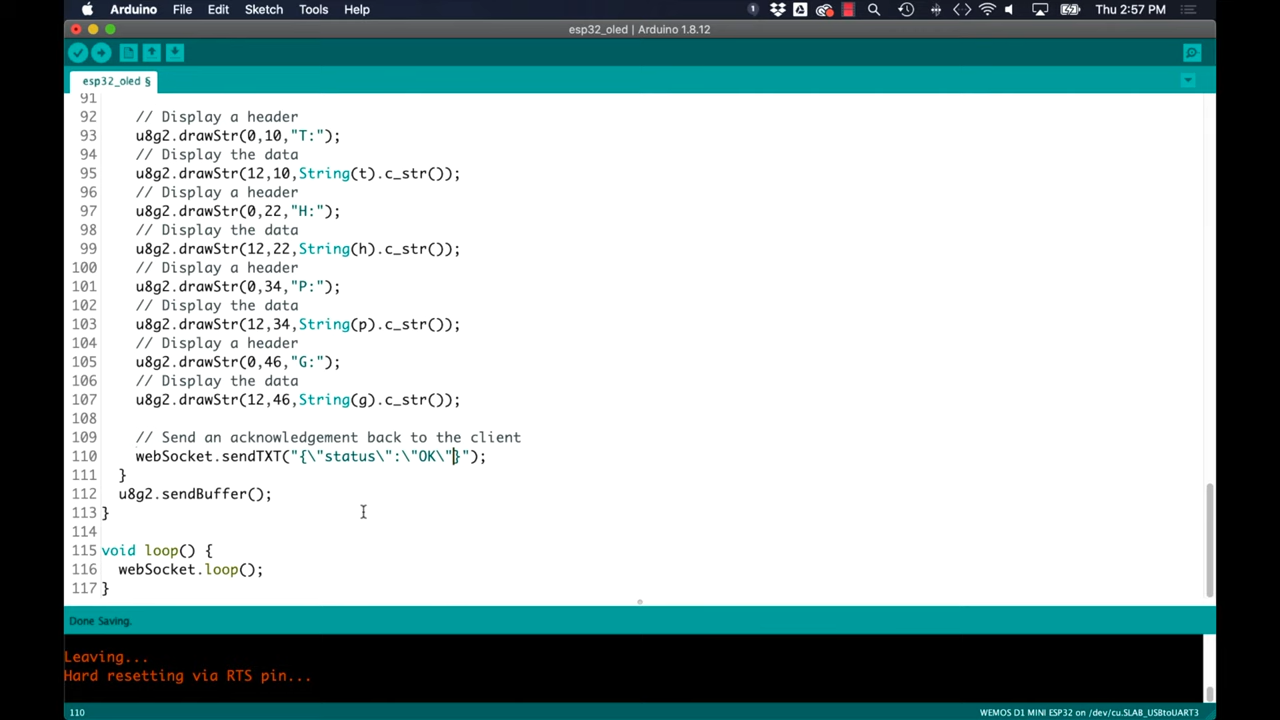 Arduino File Edit Sketch Tools Help Thu 2:57 PM
esp32_oled | Arduino 1.8.12
esp32_oled §
91
92 // Display a header
93 u8g2.drawStr(0,10,"T:");
94 // Display the data
95 u8g2.drawStr(12,10,String(t).c_str());
96 // Display a header
97 u8g2.drawStr(0,22,"H:");
98 // Display the data
99 u8g2.drawStr(12,22,String(h).c_str());
100 // Display a header
101 u8g2.drawStr(0,34,"P:");
102 // Display the data
103 u8g2.drawStr(12,34,String(p).c_str());
104 // Display a header
105 u8g2.drawStr(0,46,"G:");
106 // Display the data
107 u8g2.drawStr(12,46,String(g).c_str());
108
109 // Send an acknowledgement back to the client
110 webSocket.sendTXT("{\"status\":\"OK\"}");
111 }
112 u8g2.sendBuffer();
113 }
114
115 void loop() {
116 webSocket.loop();
117 }
Done Saving.
Leaving...
Hard resetting via RTS pin...
110 WEMOS D1 MINI ESP32 on /dev/cu.SLAB_USBtoUART3